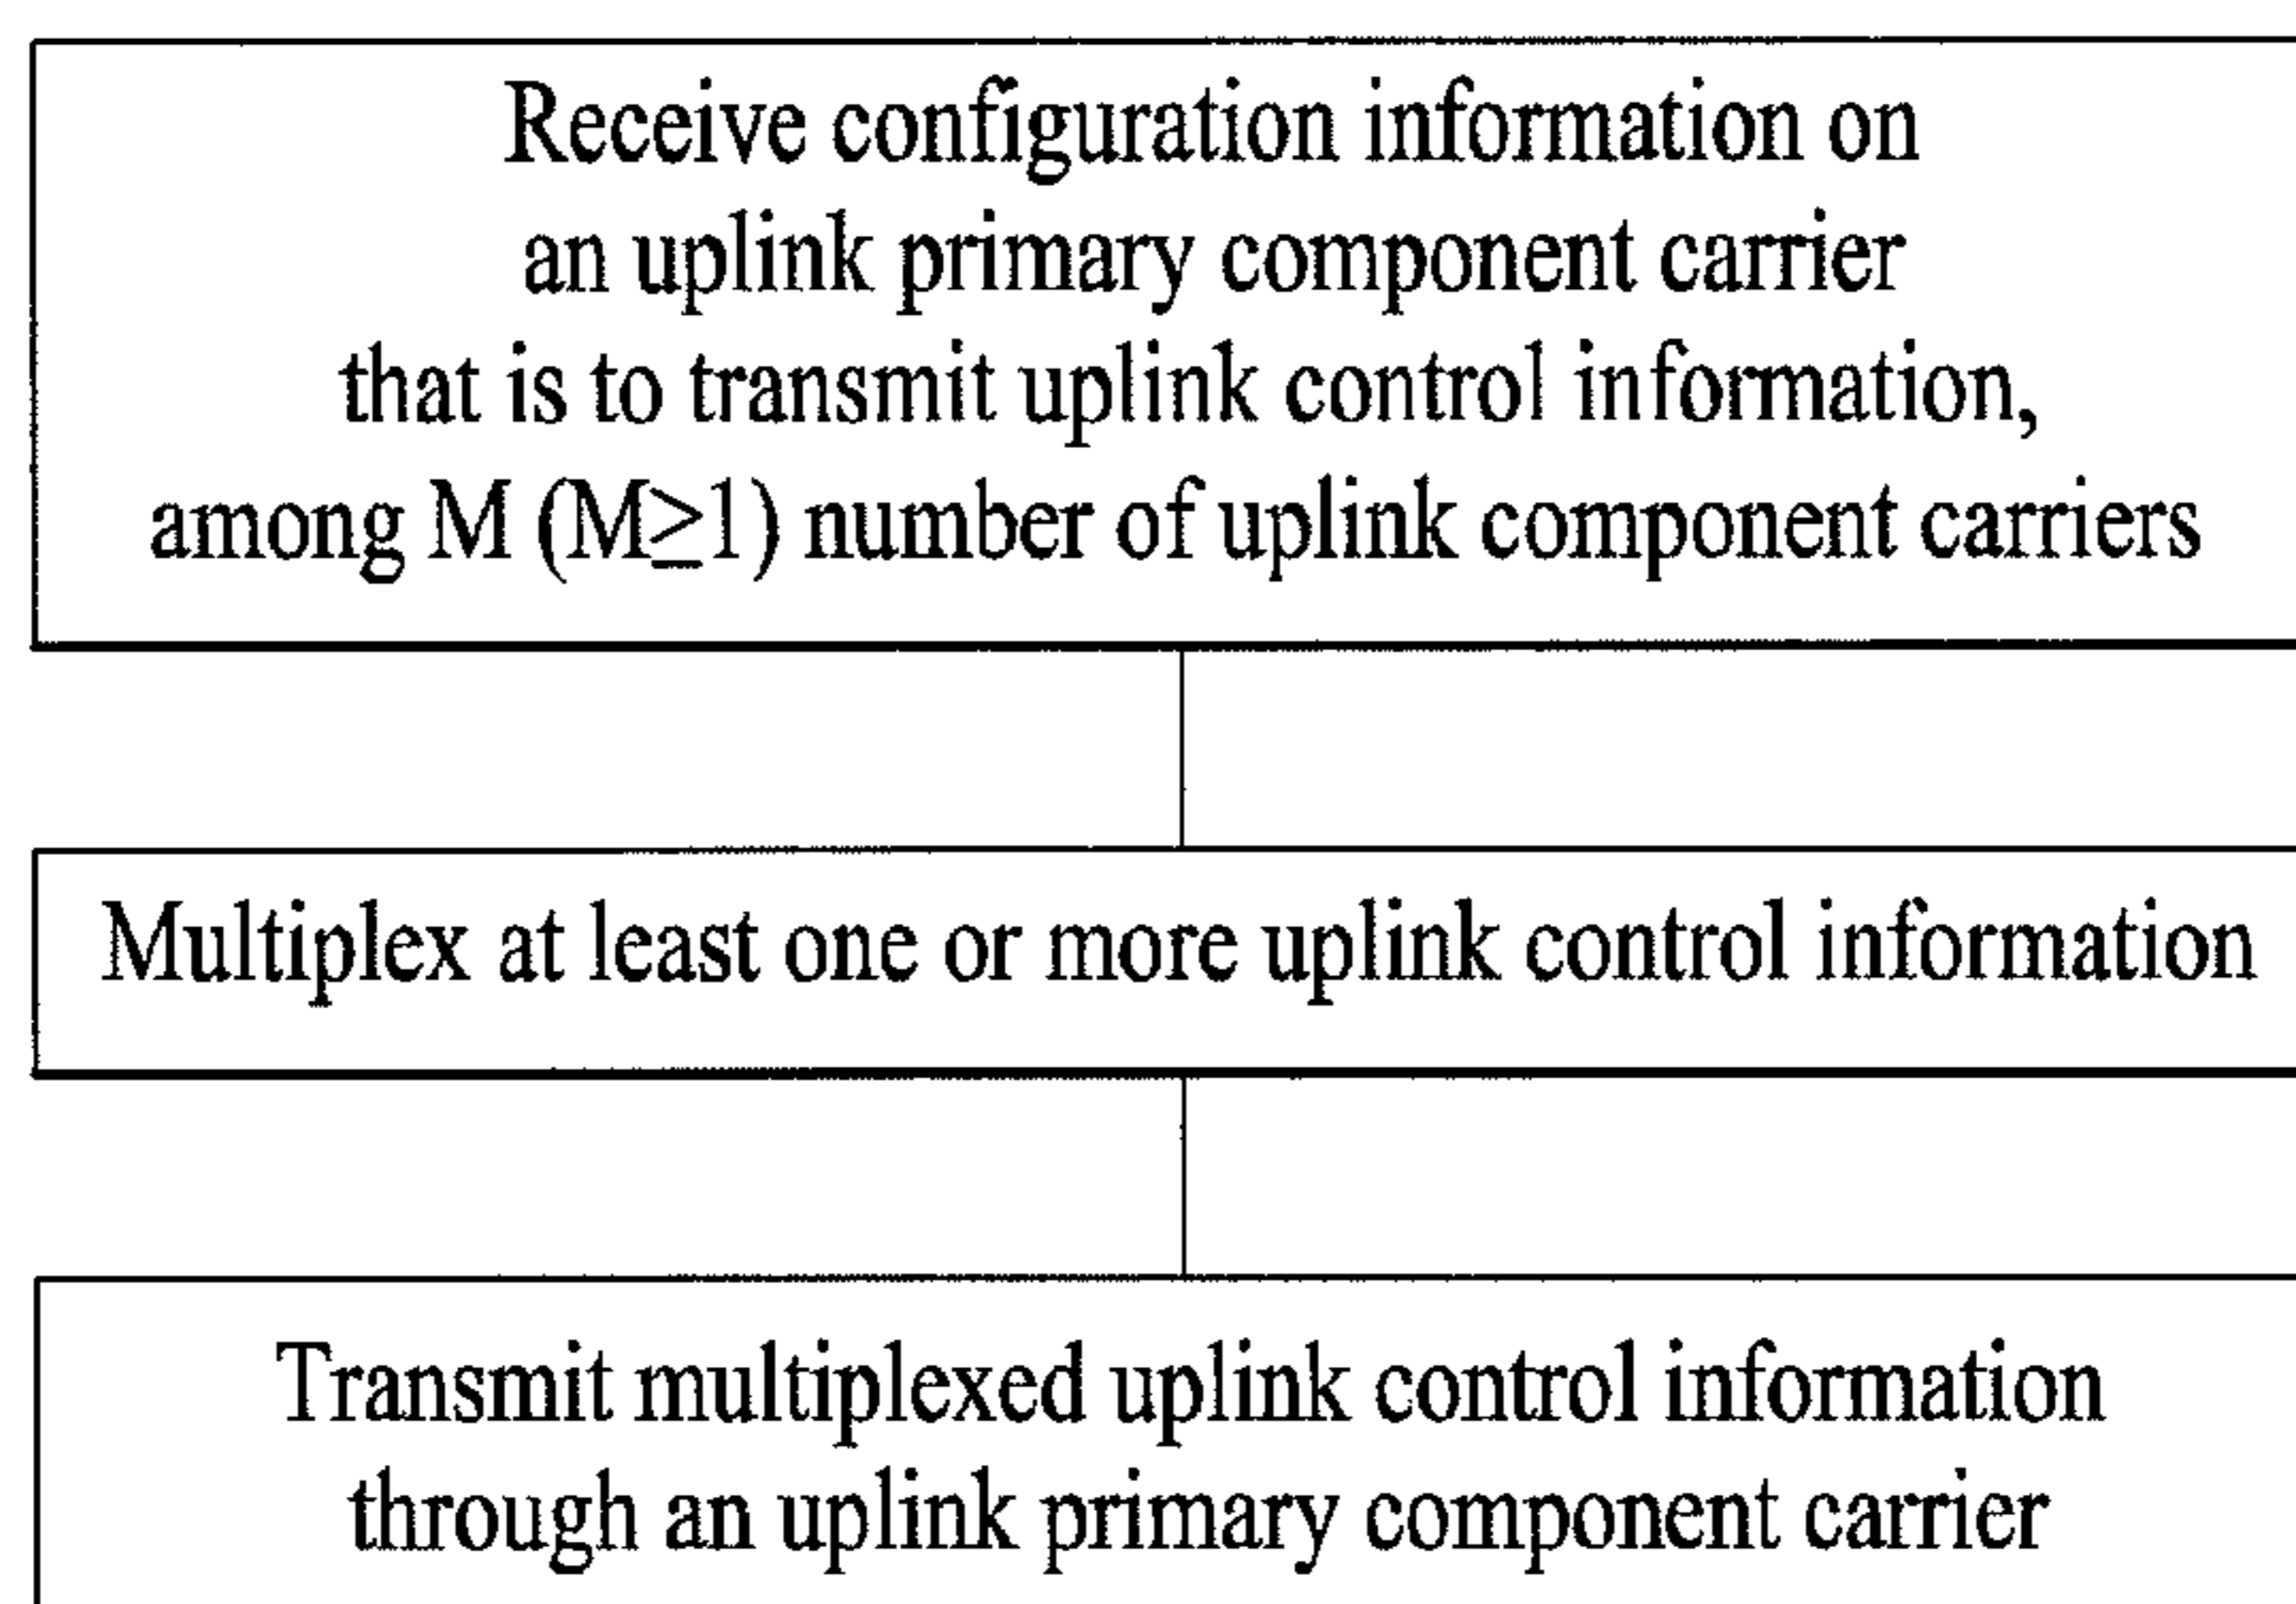 Receive configuration information on
an uplink primary component carrier
that is to transmit uplink control information,
among M (M≥1) number of uplink component carriers
Multiplex at least one or more uplink control information
Transmit multiplexed uplink control information
through an uplink primary component carrier